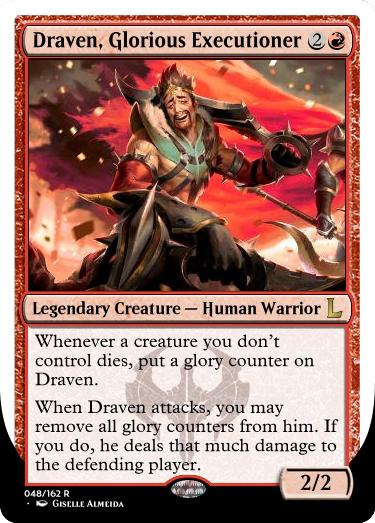 Draven, Glorious Executioner 2
Legendary Creature — Human Warrior L
Whenever a creature you don't
control dies, put a glory counter on
Draven.
When Draven attacks, you may
remove all glory counters from him. If
you do, he deals that much damage to
the defending player.
2/2
048/162 R
· Giselle Almeida